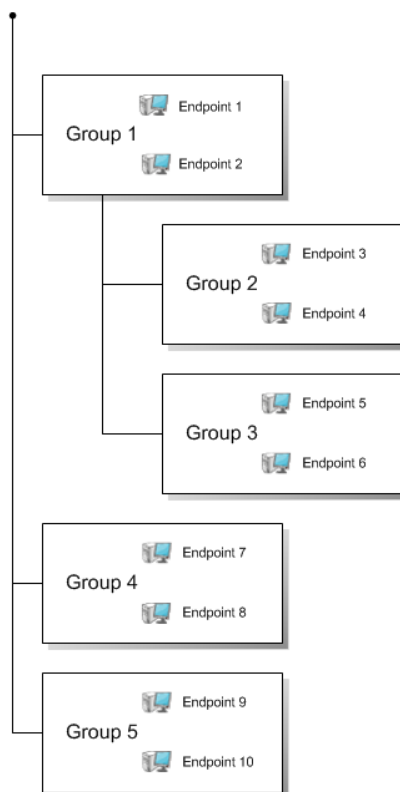 Endpoint 1
Group 1
Endpoint 2
Endpoint 3
Group 2
Endpoint 4
Endpoint 5
Group 3
Endpoint 6
Endpoint 7
Group 4
Endpoint 8
Endpoint 9
Group 5
Endpoint 10